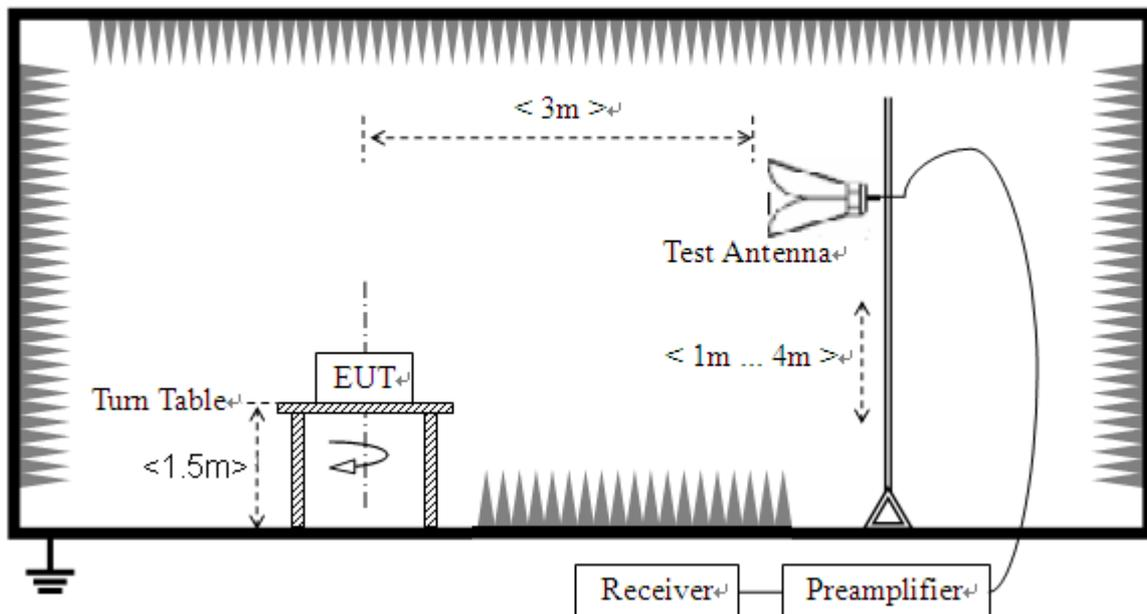 < 3m >↵
Test Antenna↵
< 1m ... 4m >↵
EUT↵
Turn Table↵
<1.5m>
Receiver↵
Preamplifier↵